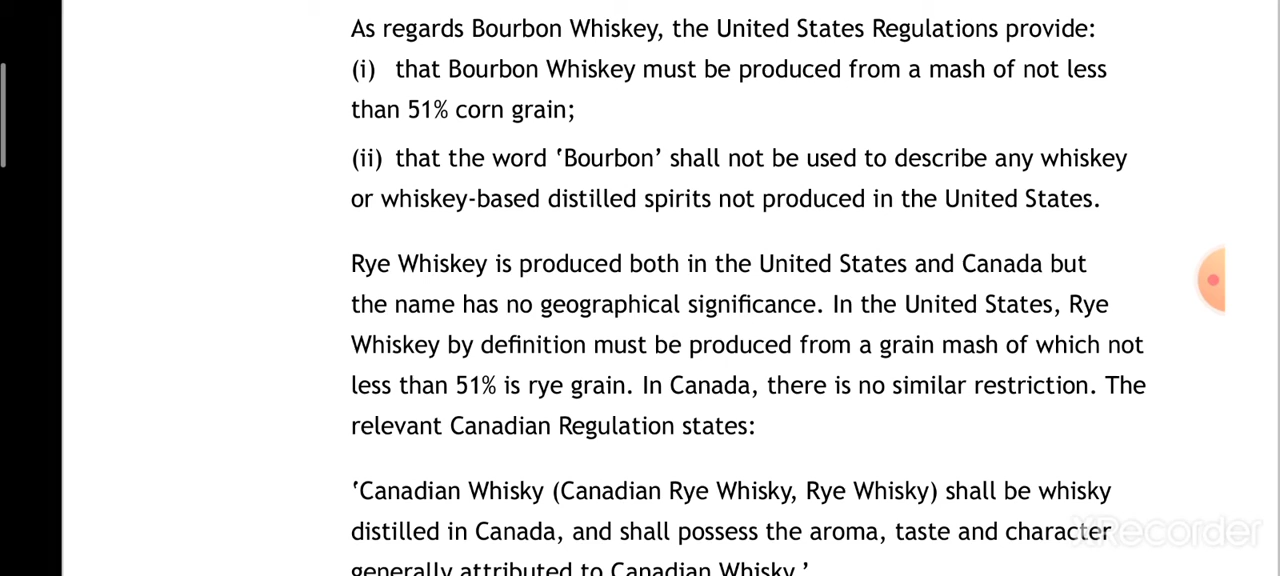 As regards Bourbon Whiskey, the United States Regulations provide:
(i) that Bourbon Whiskey must be produced from a mash of not less
than 51% corn grain;
(ii) that the word ‘Bourbon’ shall not be used to describe any whiskey
or whiskey-based distilled spirits not produced in the United States.
Rye Whiskey is produced both in the United States and Canada but
the name has no geographical significance. In the United States, Rye
Whiskey by definition must be produced from a grain mash of which not
less than 51% is rye grain. In Canada, there is no similar restriction. The
relevant Canadian Regulation states:
‘Canadian Whisky (Canadian Rye Whisky, Rye Whisky) shall be whisky
distilled in Canada, and shall possess the aroma, taste and character
generally attributed to Canadian Whisky.’
XRecorder